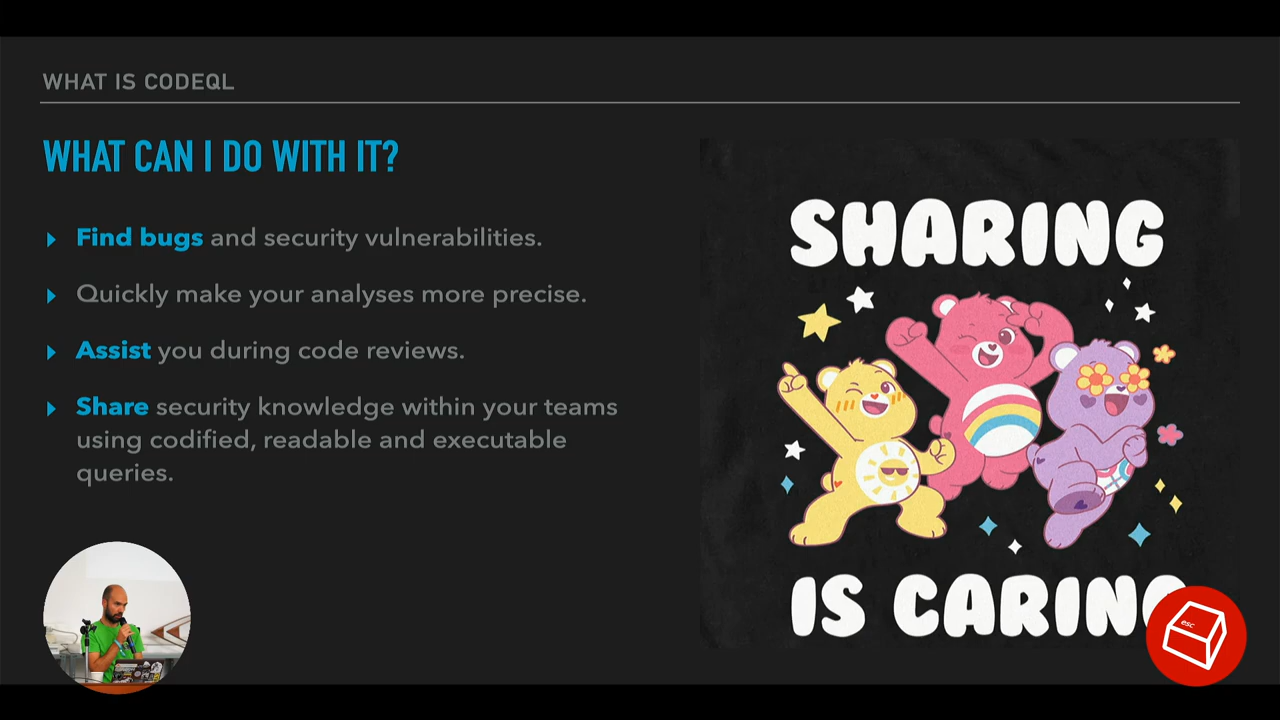 WHAT IS CODEQL
WHAT CAN I DO WITH IT?
Find bugs and security vulnerabilities.
Quickly make your analyses more precise.
Assist you during code reviews.
Share security knowledge within your teams
using codified, readable and executable
queries.
SHARING
IS CARING
esc